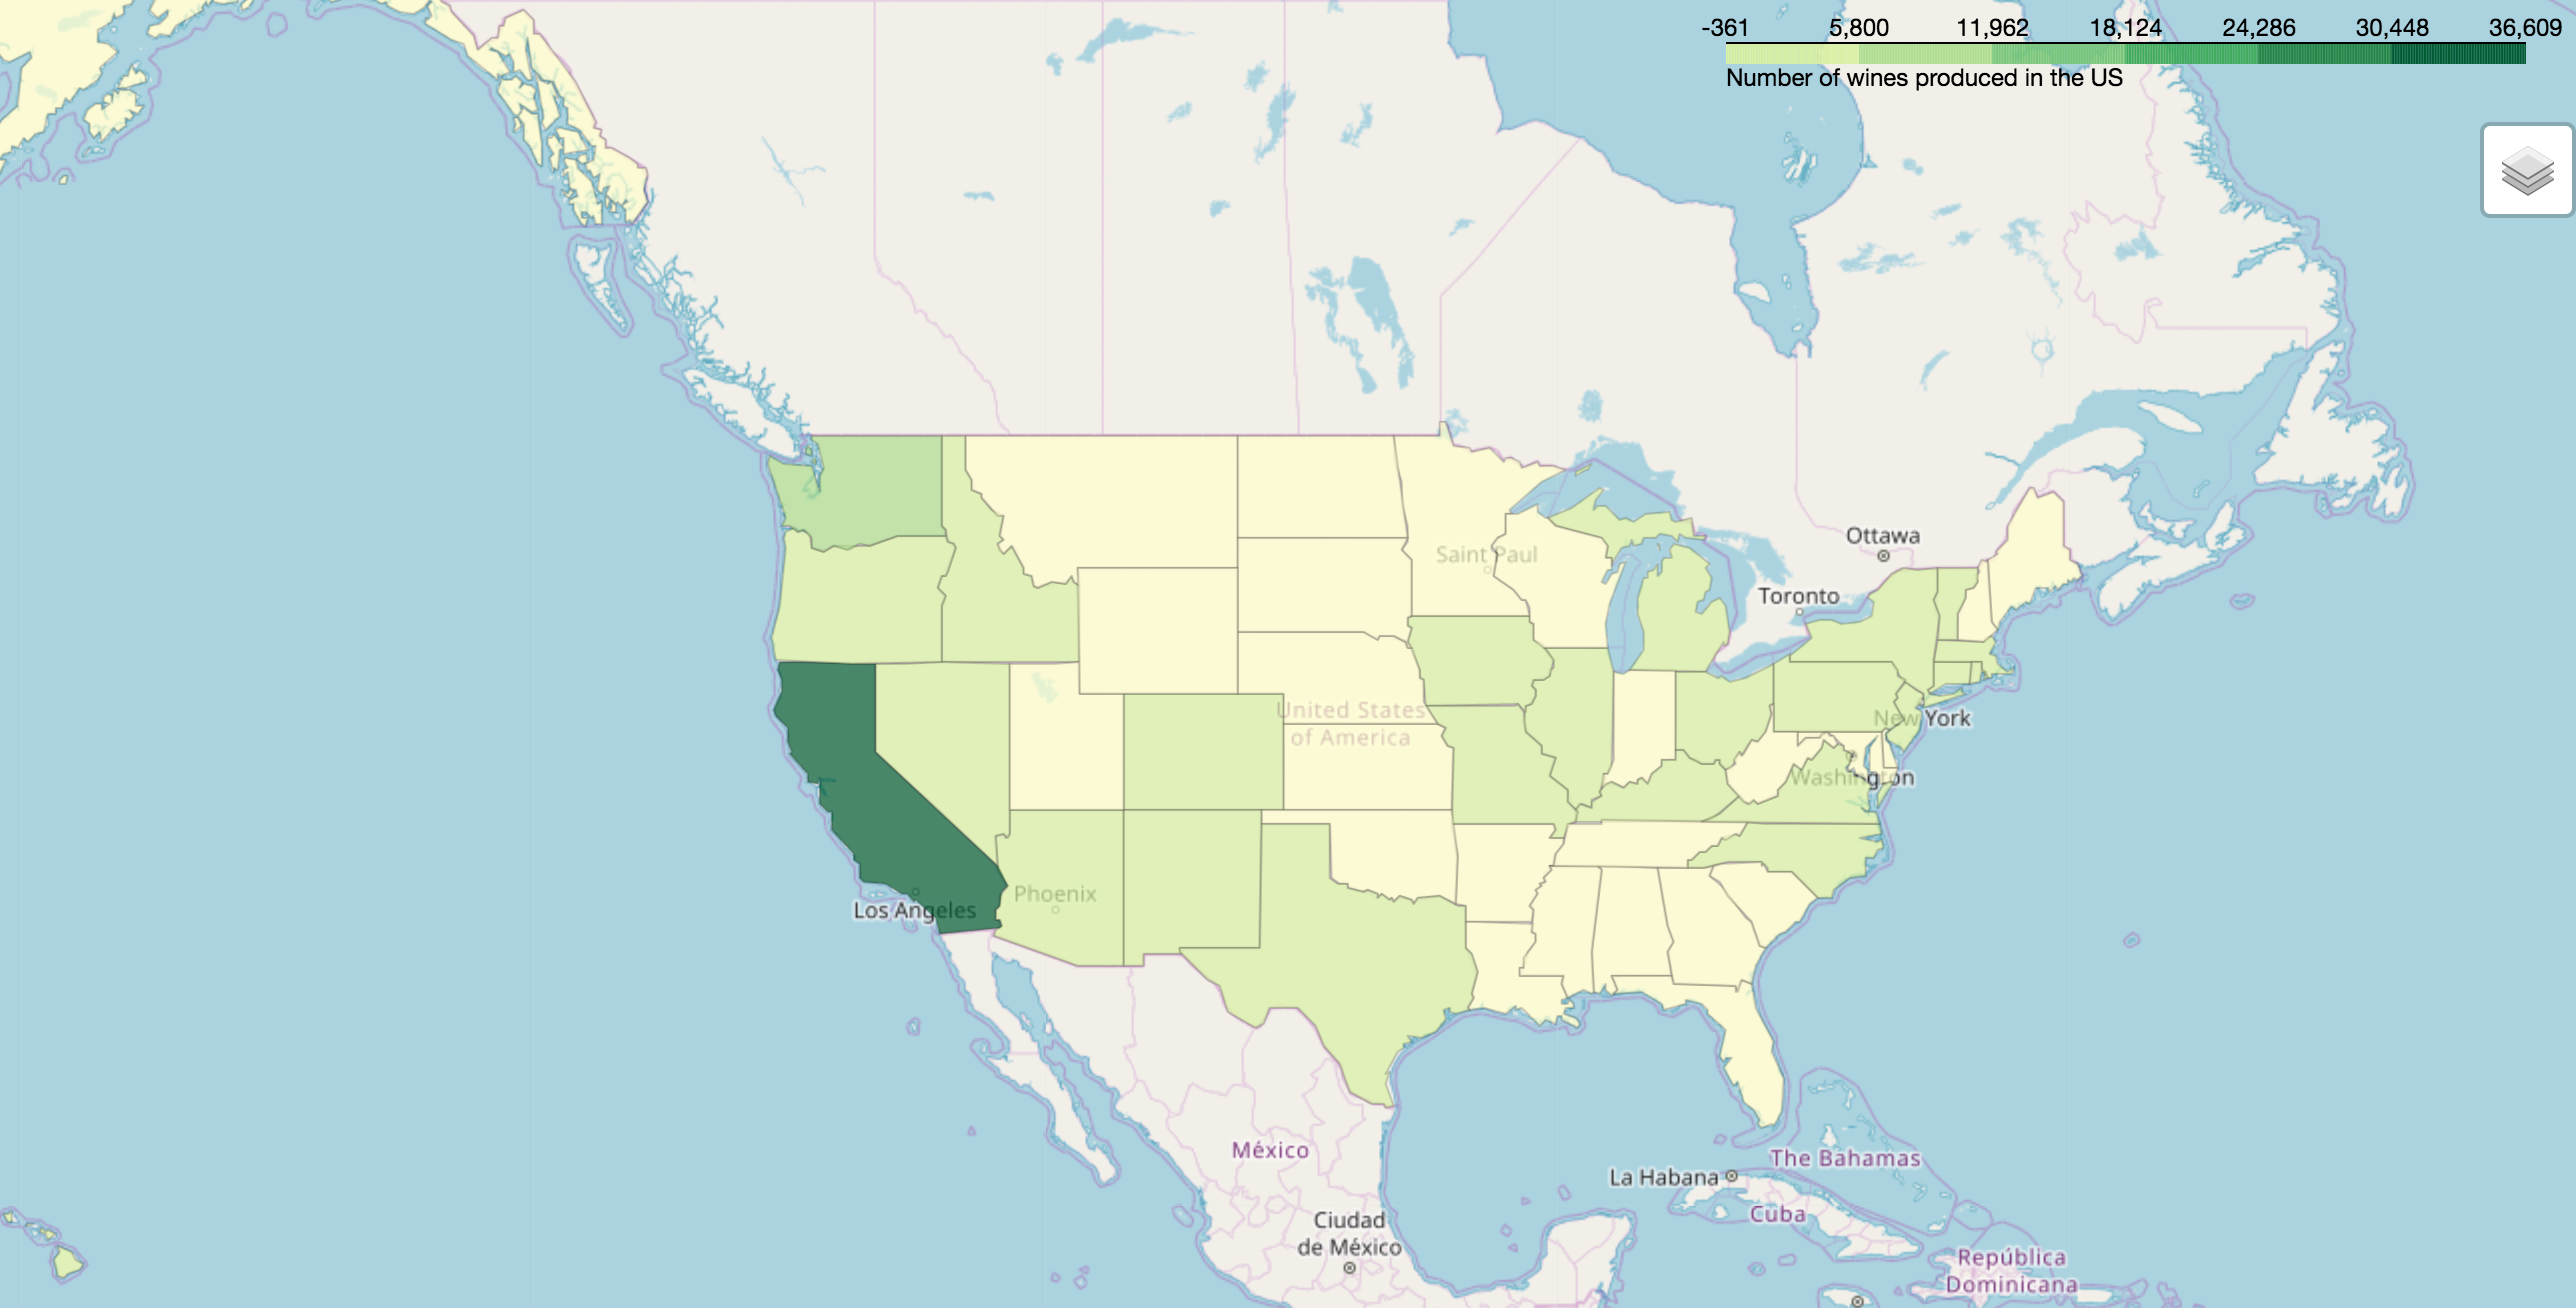 -361 5,800 11,962 18,124 24,286 30,448 36,609
Number of wines produced in the US
Ottawa
Saint Paul
Toronto
United States
of America
New York
Washington
Phoenix
Los Angeles
México
The Bahamas
La Habana
Cuba
Ciudad
de México
República
Dominicana